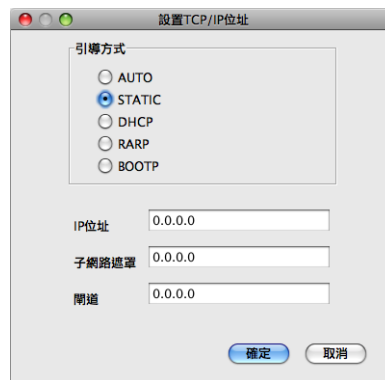 設置TCP/IP位址
引導方式
AUTO
STATIC
DHCP
RARP
BOOTP
IP位址 0.0.0.0
子網路遮罩 0.0.0.0
閘道 0.0.0.0
確定 取消